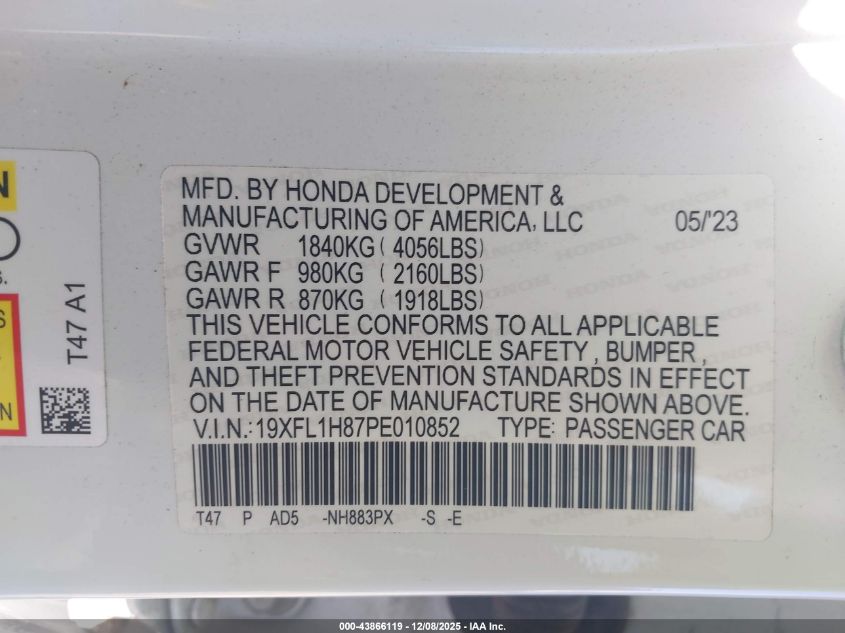 N
S.
S
N
T47 A1
MFD. BY HONDA DEVELOPMENT &
MANUFACTURING OF AMERICA, LLC 05/'23
GVWR 1840KG ( 4056LBS)
GAWR F 980KG ( 2160LBS)
GAWR R 870KG ( 1918LBS)
THIS VEHICLE CONFORMS TO ALL APPLICABLE
FEDERAL MOTOR VEHICLE SAFETY , BUMPER ,
AND THEFT PREVENTION STANDARDS IN EFFECT
ON THE DATE OF MANUFACTURE SHOWN ABOVE.
V.I.N.:19XFL1H87PE010852 TYPE: PASSENGER CAR
T47 P AD5 -NH883PX -S -E
000-43866119 - 12/08/2025 - IAA Inc.